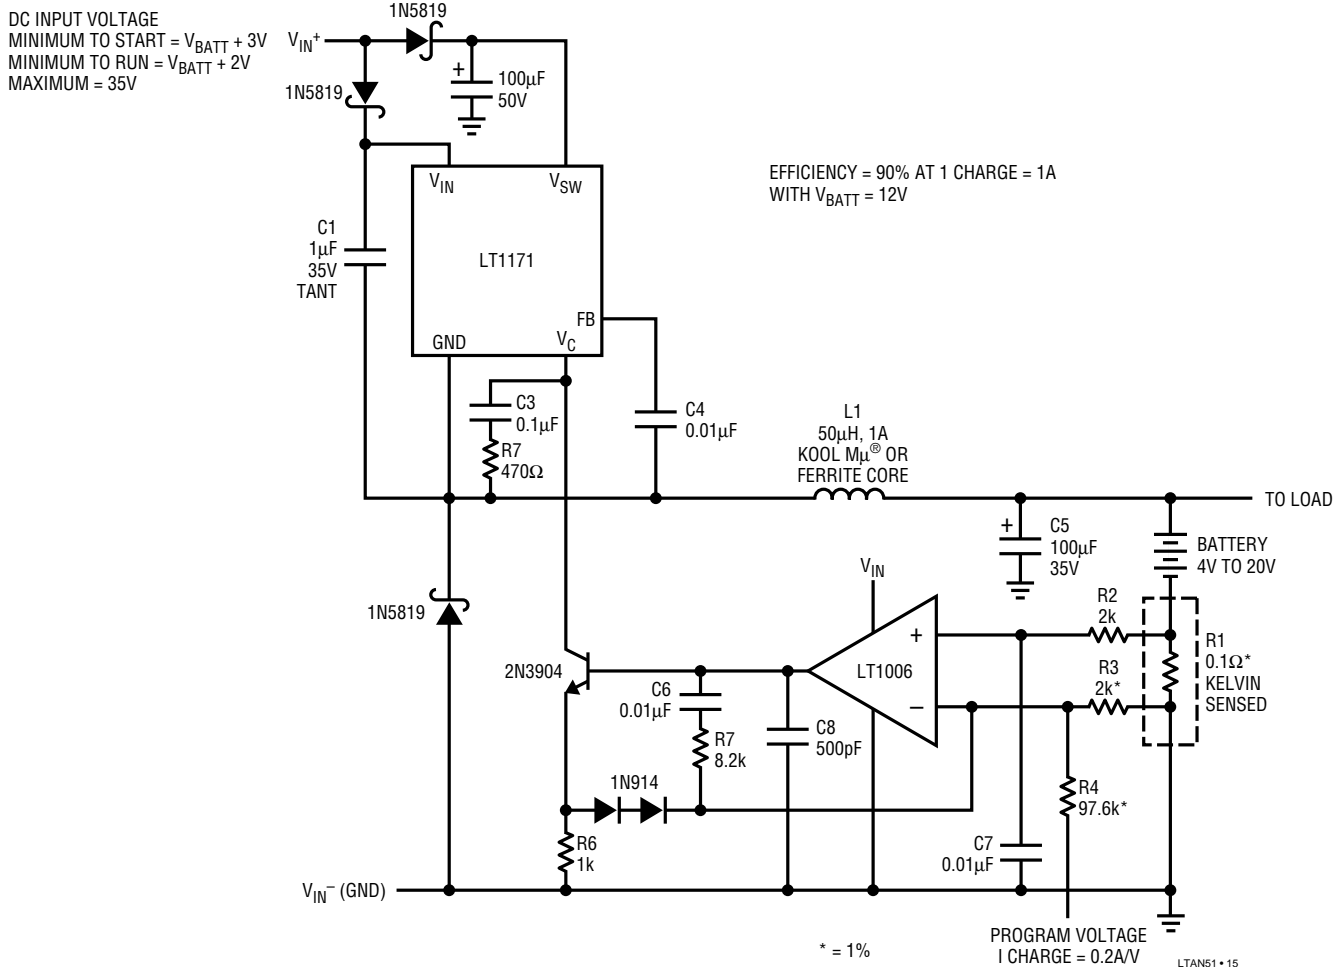 DC INPUT VOLTAGE
MINIMUM TO START = VBATT + 3V
MINIMUM TO RUN = VBATT + 2V
MAXIMUM = 35V
VIN+
1N5819
1N5819
+
100µF
50V
VIN
VSW
LT1171
FB
GND
VC
EFFICIENCY = 90% AT 1 CHARGE = 1A
WITH VBATT = 12V
C1
1µF
35V
TANT
C3
0.1µF
R7
470Ω
C4
0.01µF
L1
50µH, 1A
KOOL Mµ® OR
FERRITE CORE
TO LOAD
+
C5
100µF
35V
BATTERY
4V TO 20V
1N5819
2N3904
VIN
+
LT1006
–
R2
2k
R3
2k*
R1
0.1Ω*
KELVIN
SENSED
C6
0.01µF
R7
8.2k
C8
500pF
1N914
R4
97.6k*
R6
1k
C7
0.01µF
VIN– (GND)
* = 1%
PROGRAM VOLTAGE
I CHARGE = 0.2A/V
LTAN51 • 15